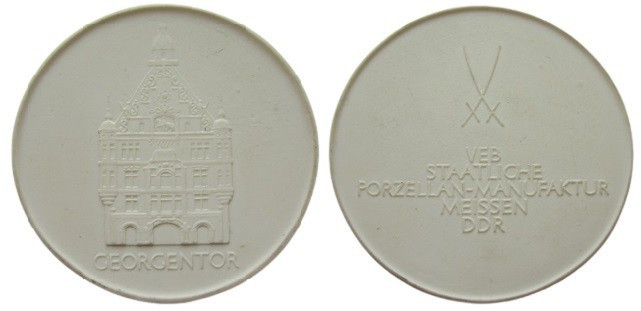 GEORGENTOR
VEB
STAATLICHE
PORZELLAN-MANUFAKTUR
MEISSEN
DDR